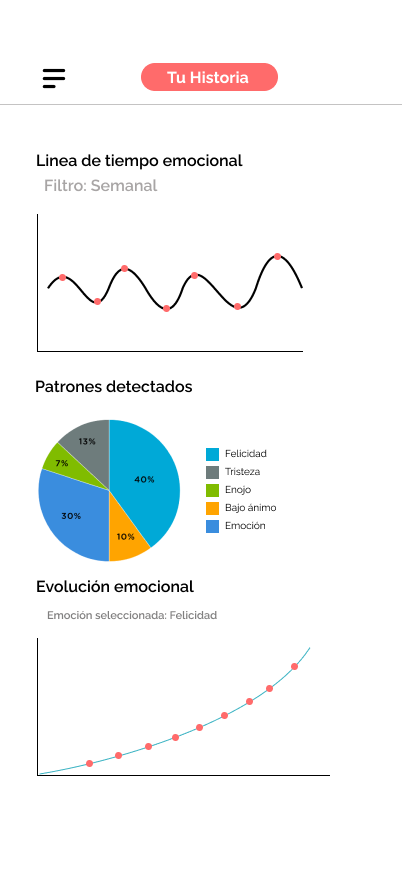 Tu Historia
Linea de tiempo emocional
Filtro: Semanal
Patrones detectados
13%
7%
40%
30%
10%
Felicidad
Tristeza
Enojo
Bajo ánimo
Emoción
Evolución emocional
Emoción seleccionada: Felicidad